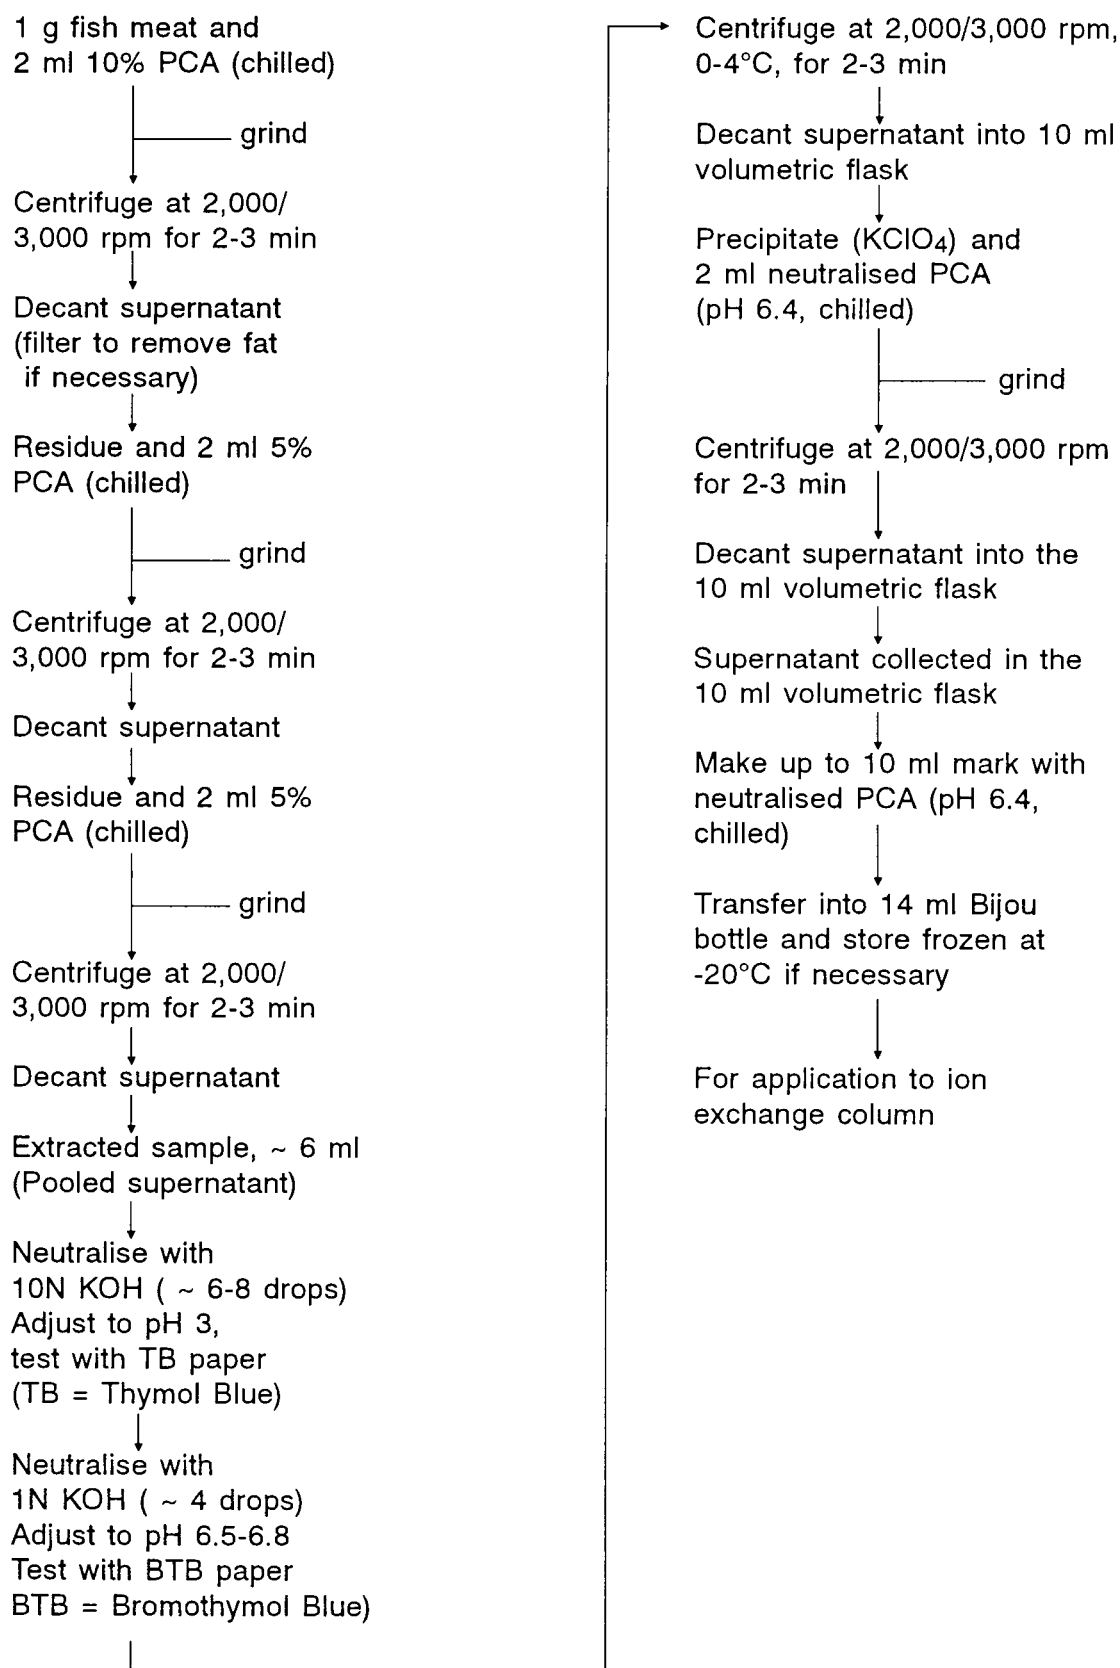 1 g fish meat and
2 ml 10% PCA (chilled)
grind
Centrifuge at 2,000/
3,000 rpm for 2-3 min
Decant supernatant
(filter to remove fat
if necessary)
Residue and 2 ml 5%
PCA (chilled)
grind
Centrifuge at 2,000/
3,000 rpm for 2-3 min
Decant supernatant
Residue and 2 ml 5%
PCA (chilled)
grind
Centrifuge at 2,000/
3,000 rpm for 2-3 min
Decant supernatant
Extracted sample, ~ 6 ml
(Pooled supernatant)
Neutralise with
10N KOH ( ~ 6-8 drops)
Adjust to pH 3,
test with TB paper
(TB = Thymol Blue)
Neutralise with
1N KOH ( ~ 4 drops)
Adjust to pH 6.5-6.8
Test with BTB paper
BTB = Bromothymol Blue)
Centrifuge at 2,000/3,000 rpm,
0-4°C, for 2-3 min
Decant supernatant into 10 ml
volumetric flask
Precipitate (KClO₄) and
2 ml neutralised PCA
(pH 6.4, chilled)
grind
Centrifuge at 2,000/3,000 rpm
for 2-3 min
Decant supernatant into the
10 ml volumetric flask
Supernatant collected in the
10 ml volumetric flask
Make up to 10 ml mark with
neutralised PCA (pH 6.4,
chilled)
Transfer into 14 ml Bijou
bottle and store frozen at
-20°C if necessary
For application to ion
exchange column